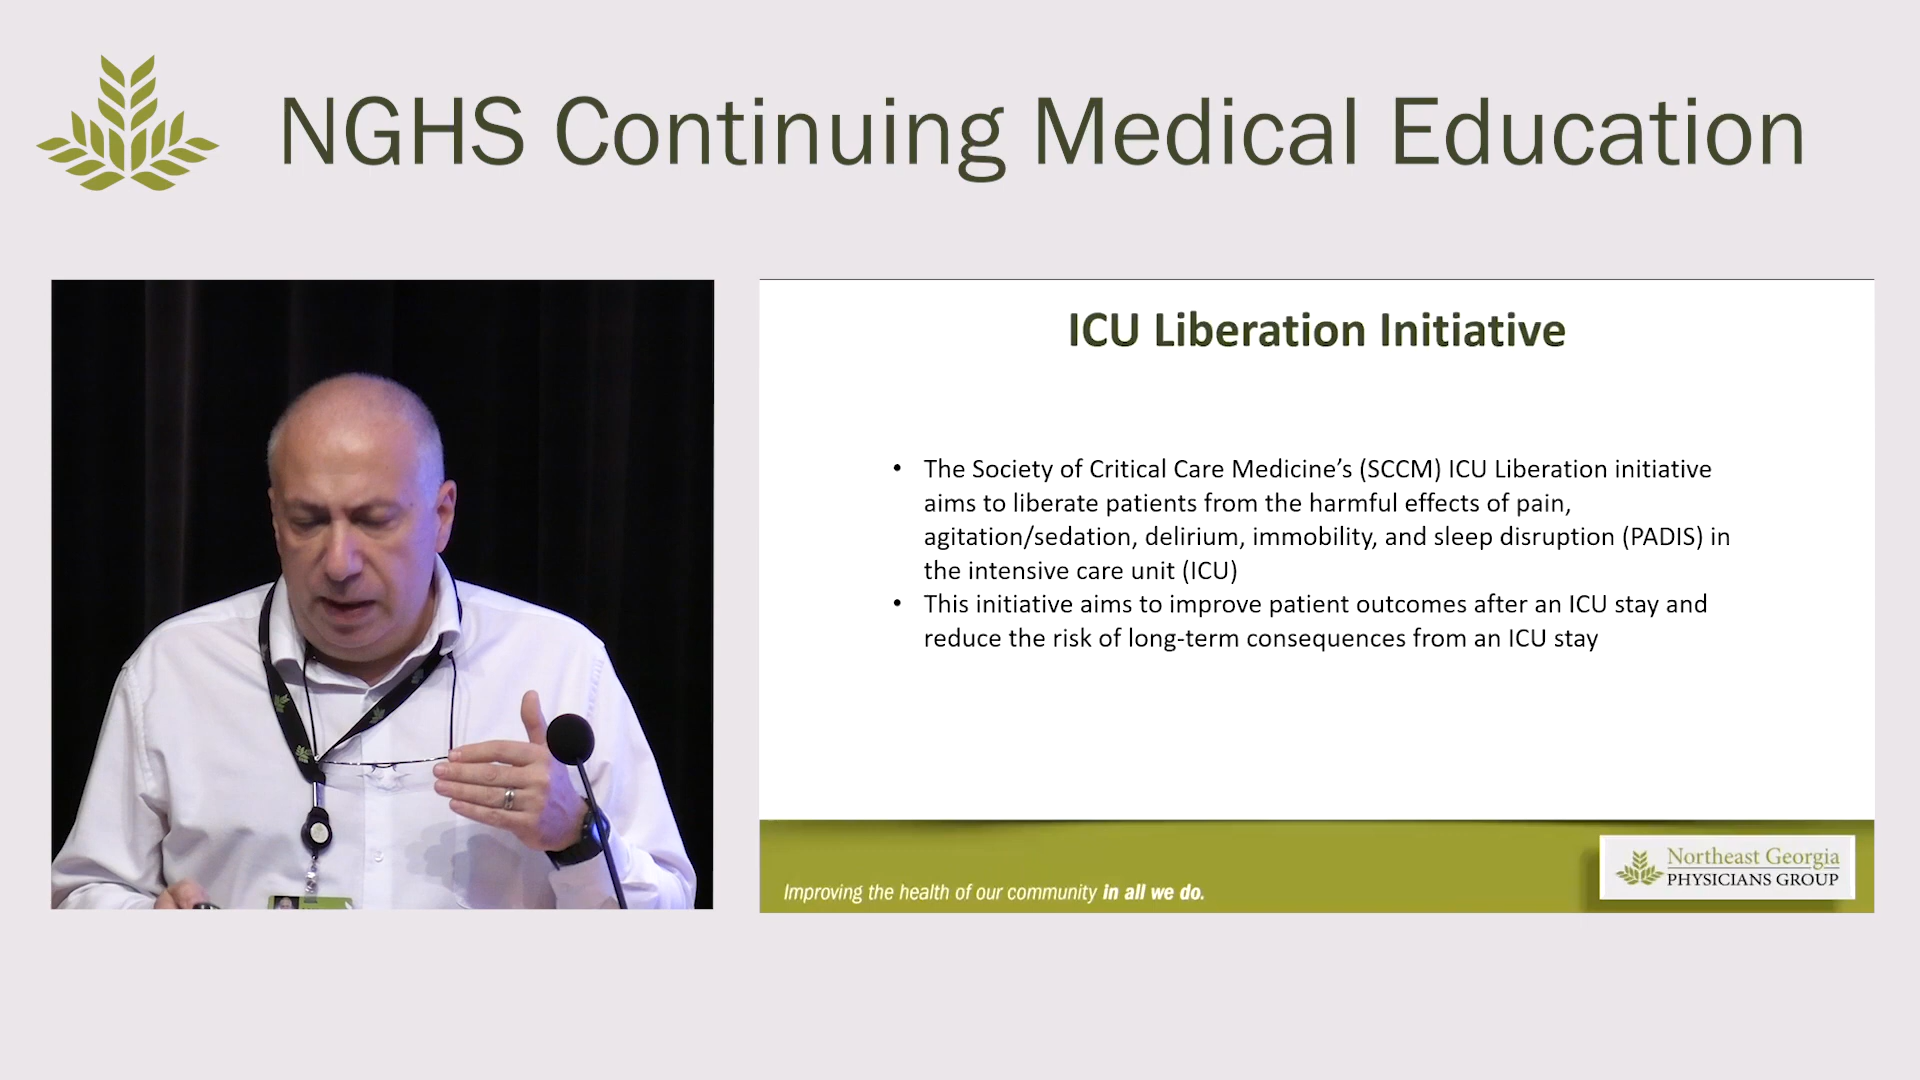 NGHS Continuing Medical Education
ICU Liberation Initiative
• The Society of Critical Care Medicine’s (SCCM) ICU Liberation initiative
aims to liberate patients from the harmful effects of pain,
agitation/sedation, delirium, immobility, and sleep disruption (PADIS) in
the intensive care unit (ICU)
• This initiative aims to improve patient outcomes after an ICU stay and
reduce the risk of long-term consequences from an ICU stay
Improving the health of our community in all we do.
Northeast Georgia
PHYSICIANS GROUP